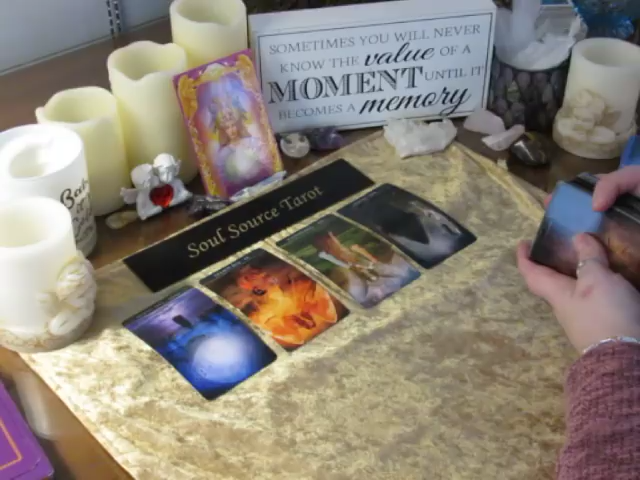 SOMETIMES YOU WILL NEVER
KNOW THE value OF A
MOMENT UNTIL IT
BECOMES A memory
Soul Source Tarot